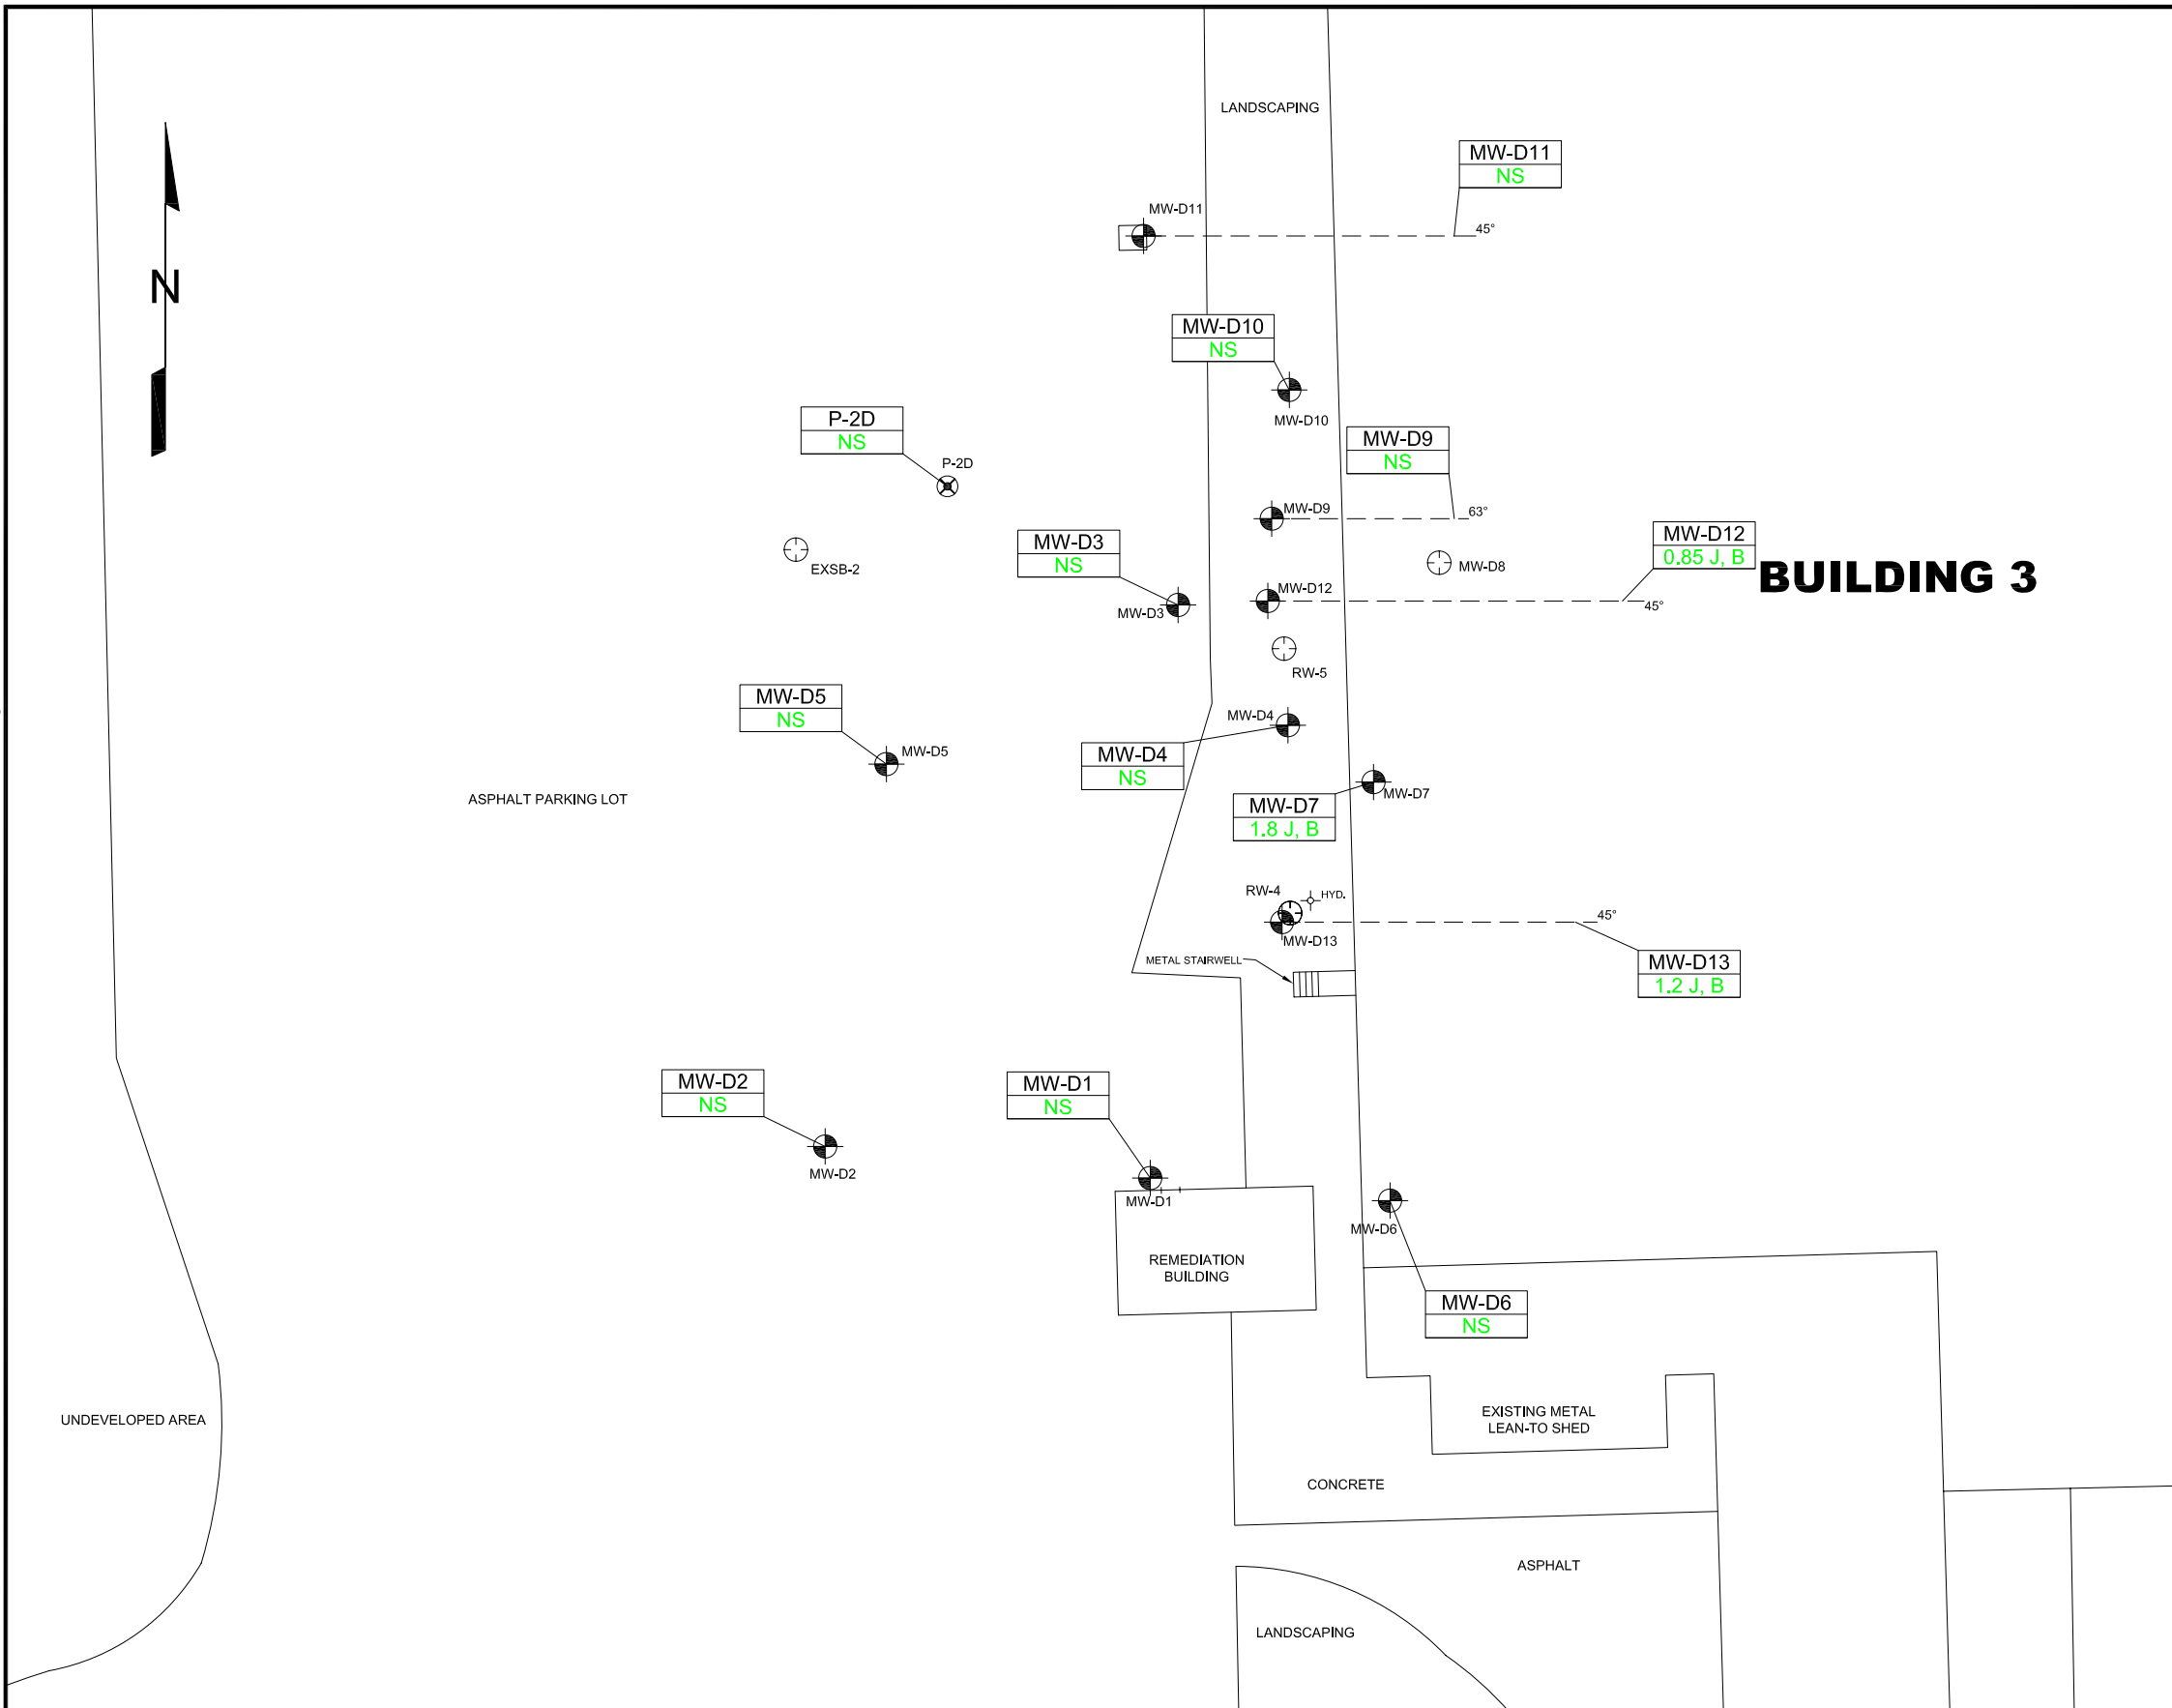 LANDSCAPING
MW-D11
NS
MW-D11
45°
N
MW-D10
NS
MW-D10
P-2D
NS
P-2D
MW-D9
NS
MW-D9
63°
MW-D3
NS
MW-D3
EXSB-2
MW-D8
MW-D12
0.85 J, B
BUILDING 3
MW-D12
45°
RW-5
MW-D5
NS
MW-D5
MW-D4
MW-D4
NS
ASPHALT PARKING LOT
MW-D7
MW-D7
1.8 J, B
RW-4
HYD.
45°
MW-D13
METAL STAIRWELL
MW-D13
1.2 J, B
MW-D2
NS
MW-D2
MW-D1
NS
MW-D1
MW-D6
REMEDIATION
BUILDING
MW-D6
NS
UNDEVELOPED AREA
EXISTING METAL
LEAN-TO SHED
CONCRETE
ASPHALT
LANDSCAPING